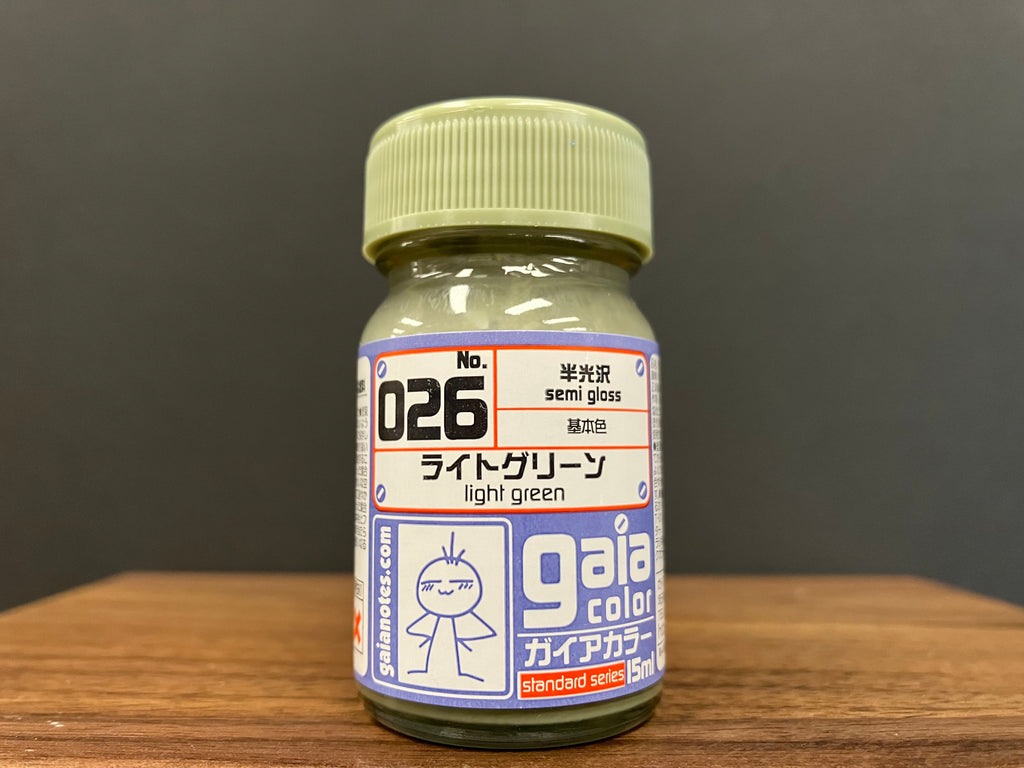 No.
026
半光沢
semi gloss
基本色
ライトグリーン
light green
gaianotes.com
gaia
color
ガイアカラー
standard series
15ml